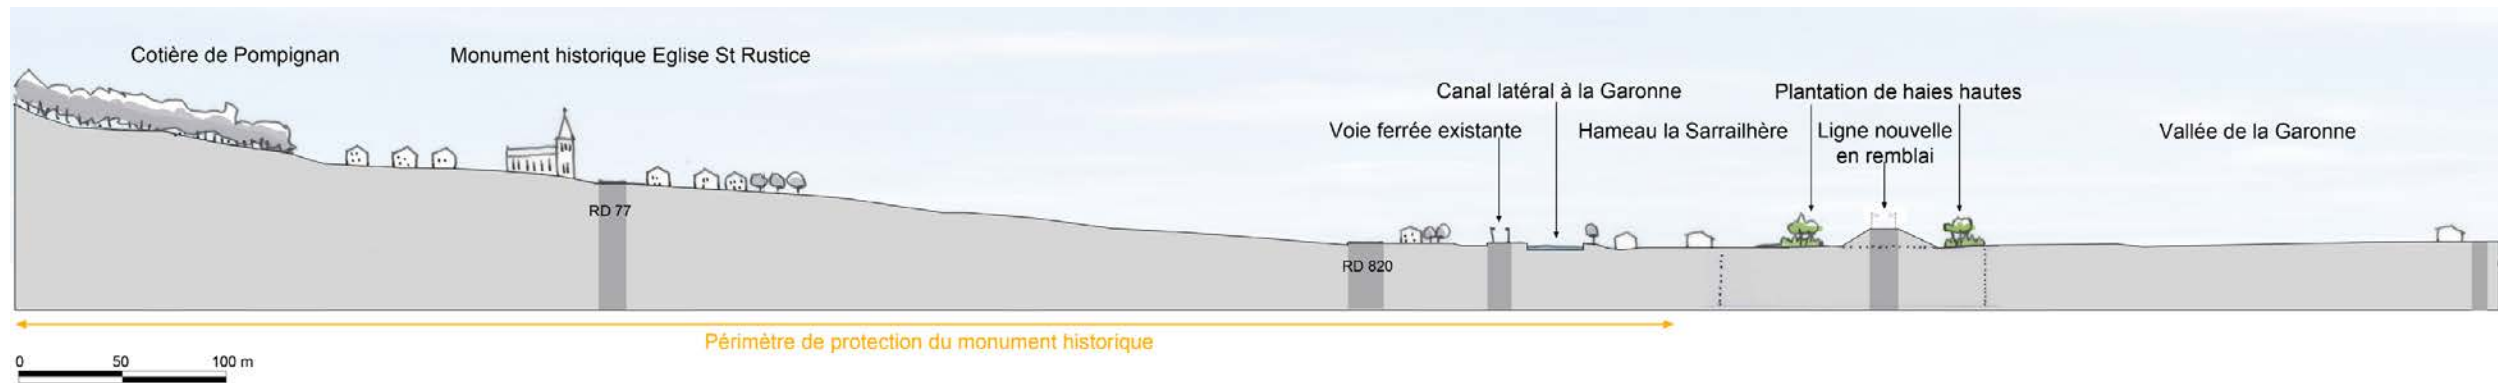 Cotière de Pompignan
Monument historique Eglise St Rustice
Canal latéral à la Garonne
Plantation de haies hautes
Voie ferrée existante
Hameau la Sarrailhère
Ligne nouvelle
en remblai
Vallée de la Garonne
RD 77
RD 820
Périmètre de protection du monument historique
0 50 100 m